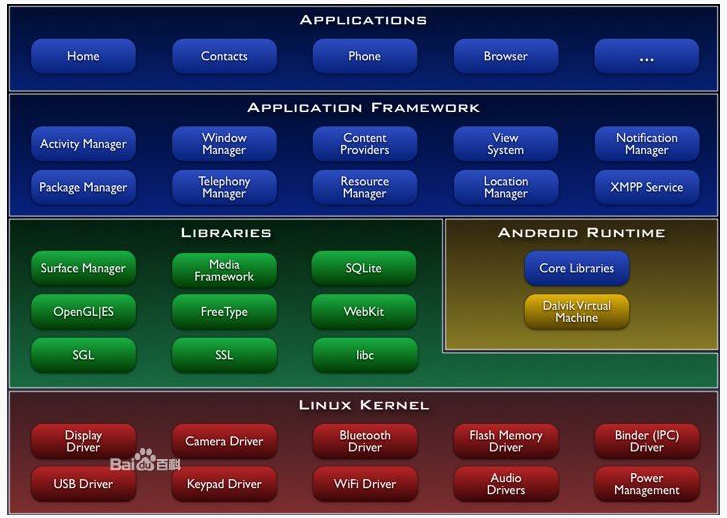 APPLICATIONS
Home Contacts Phone Browser ...
APPLICATION FRAMEWORK
Activity Manager
Window
Manager
Content
Providers
View
System
Notification
Manager
Package Manager
Telephony
Manager
Resource
Manager
Location
Manager
XMPP Service
LIBRARIES
Surface Manager
Media
Framework
SQLite
OpenGL|ES
FreeType
WebKit
SGL
SSL
libc
ANDROID RUNTIME
Core Libraries
Dalvik Virtual
Machine
LINUX KERNEL
Display
Driver
Camera Driver
Bluetooth
Driver
Flash Memory
Driver
Binder (IPC)
Driver
USB Driver
Keypad Driver
WiFi Driver
Audio
Drivers
Power
Management
Bai du 百科